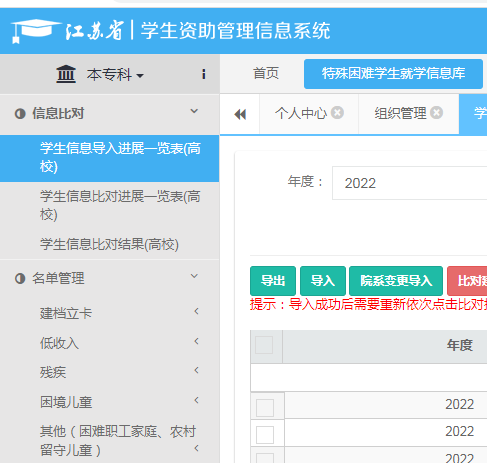 江苏省 | 学生资助管理信息系统
本专科
首页
特殊困难学生就学信息库
信息比对
个人中心
组织管理
学
学生信息导入进展一览表(高
校)
学生信息比对进展一览表(高
校)
学生信息比对结果(高校)
年度：
2022
名单管理
导出
导入
院系变更导入
提示：导入成功后需要重新依次点击比对
建档立卡
低收入
残疾
困境儿童
其他（困难职工家庭、农村
留守儿童）
年度
2022
2022
2022